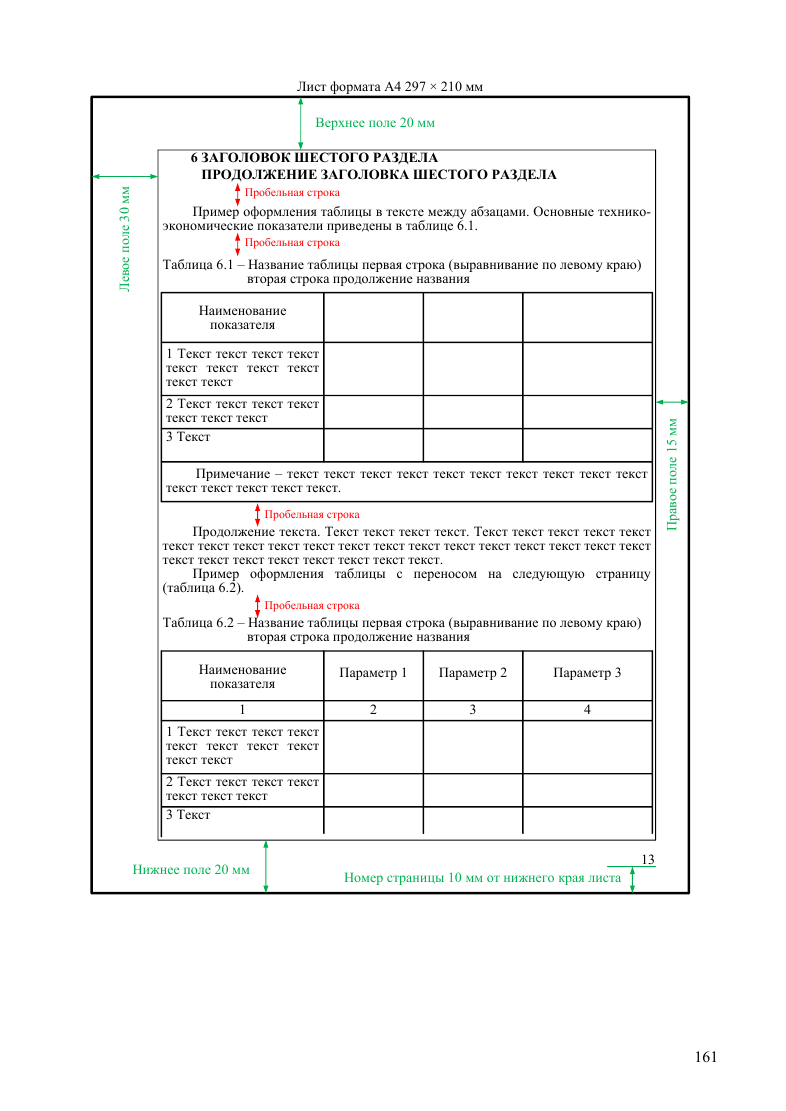 Лист формата А4 297 × 210 мм
Верхнее поле 20 мм
6 ЗАГОЛОВОК ШЕСТОГО РАЗДЕЛА
ПРОДОЛЖЕНИЕ ЗАГОЛОВКА ШЕСТОГО РАЗДЕЛА
Пробельная строка
Левое поле 30 мм
Пример оформления таблицы в тексте между абзацами. Основные технико-
экономические показатели приведены в таблице 6.1.
Пробельная строка
Таблица 6.1 – Название таблицы первая строка (выравнивание по левому краю)
вторая строка продолжение названия
Наименование
показателя
1 Текст текст текст текст
текст текст текст текст
текст текст
2 Текст текст текст текст
текст текст текст
3 Текст
Примечание – текст текст текст текст текст текст текст текст текст текст
текст текст текст текст текст.
Правое поле 15 мм
Пробельная строка
Продолжение текста. Текст текст текст текст. Текст текст текст текст текст
текст текст текст текст текст текст текст текст текст текст текст текст текст текст
текст текст текст текст текст текст текст текст.
Пример оформления таблицы с переносом на следующую страницу
(таблица 6.2).
Пробельная строка
Таблица 6.2 – Название таблицы первая строка (выравнивание по левому краю)
вторая строка продолжение названия
Наименование
показателя
Параметр 1
Параметр 2
Параметр 3
1
2
3
4
1 Текст текст текст текст
текст текст текст текст
текст текст
2 Текст текст текст текст
текст текст текст
3 Текст
13
Нижнее поле 20 мм
Номер страницы 10 мм от нижнего края листа
161